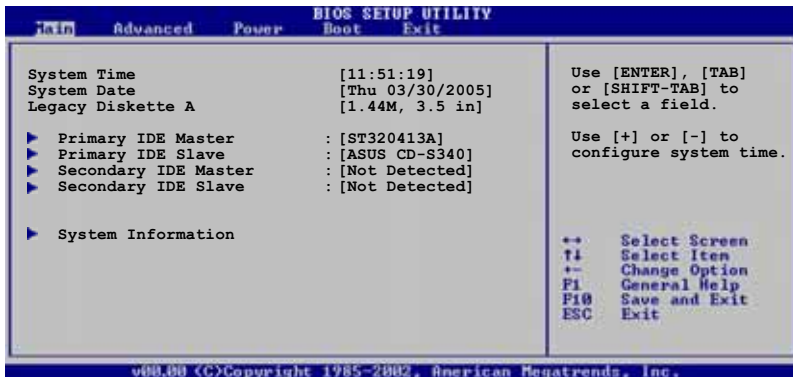 BIOS SETUP UTILITY
Main Advanced Power Boot Exit
System Time [11:51:19]
System Date [Thu 03/30/2005]
Legacy Diskette A [1.44M, 3.5 in]
Primary IDE Master : [ST320413A]
Primary IDE Slave : [ASUS CD-S340]
Secondary IDE Master : [Not Detected]
Secondary IDE Slave : [Not Detected]
System Information
Use [ENTER], [TAB]
or [SHIFT-TAB] to
select a field.
Use [+] or [-] to
configure system time.
←→ Select Screen
↑↓ Select Item
+- Change Option
F1 General Help
F10 Save and Exit
ESC Exit
v00.00 (C)Copyright 1985-2002, American Megatrends, Inc.